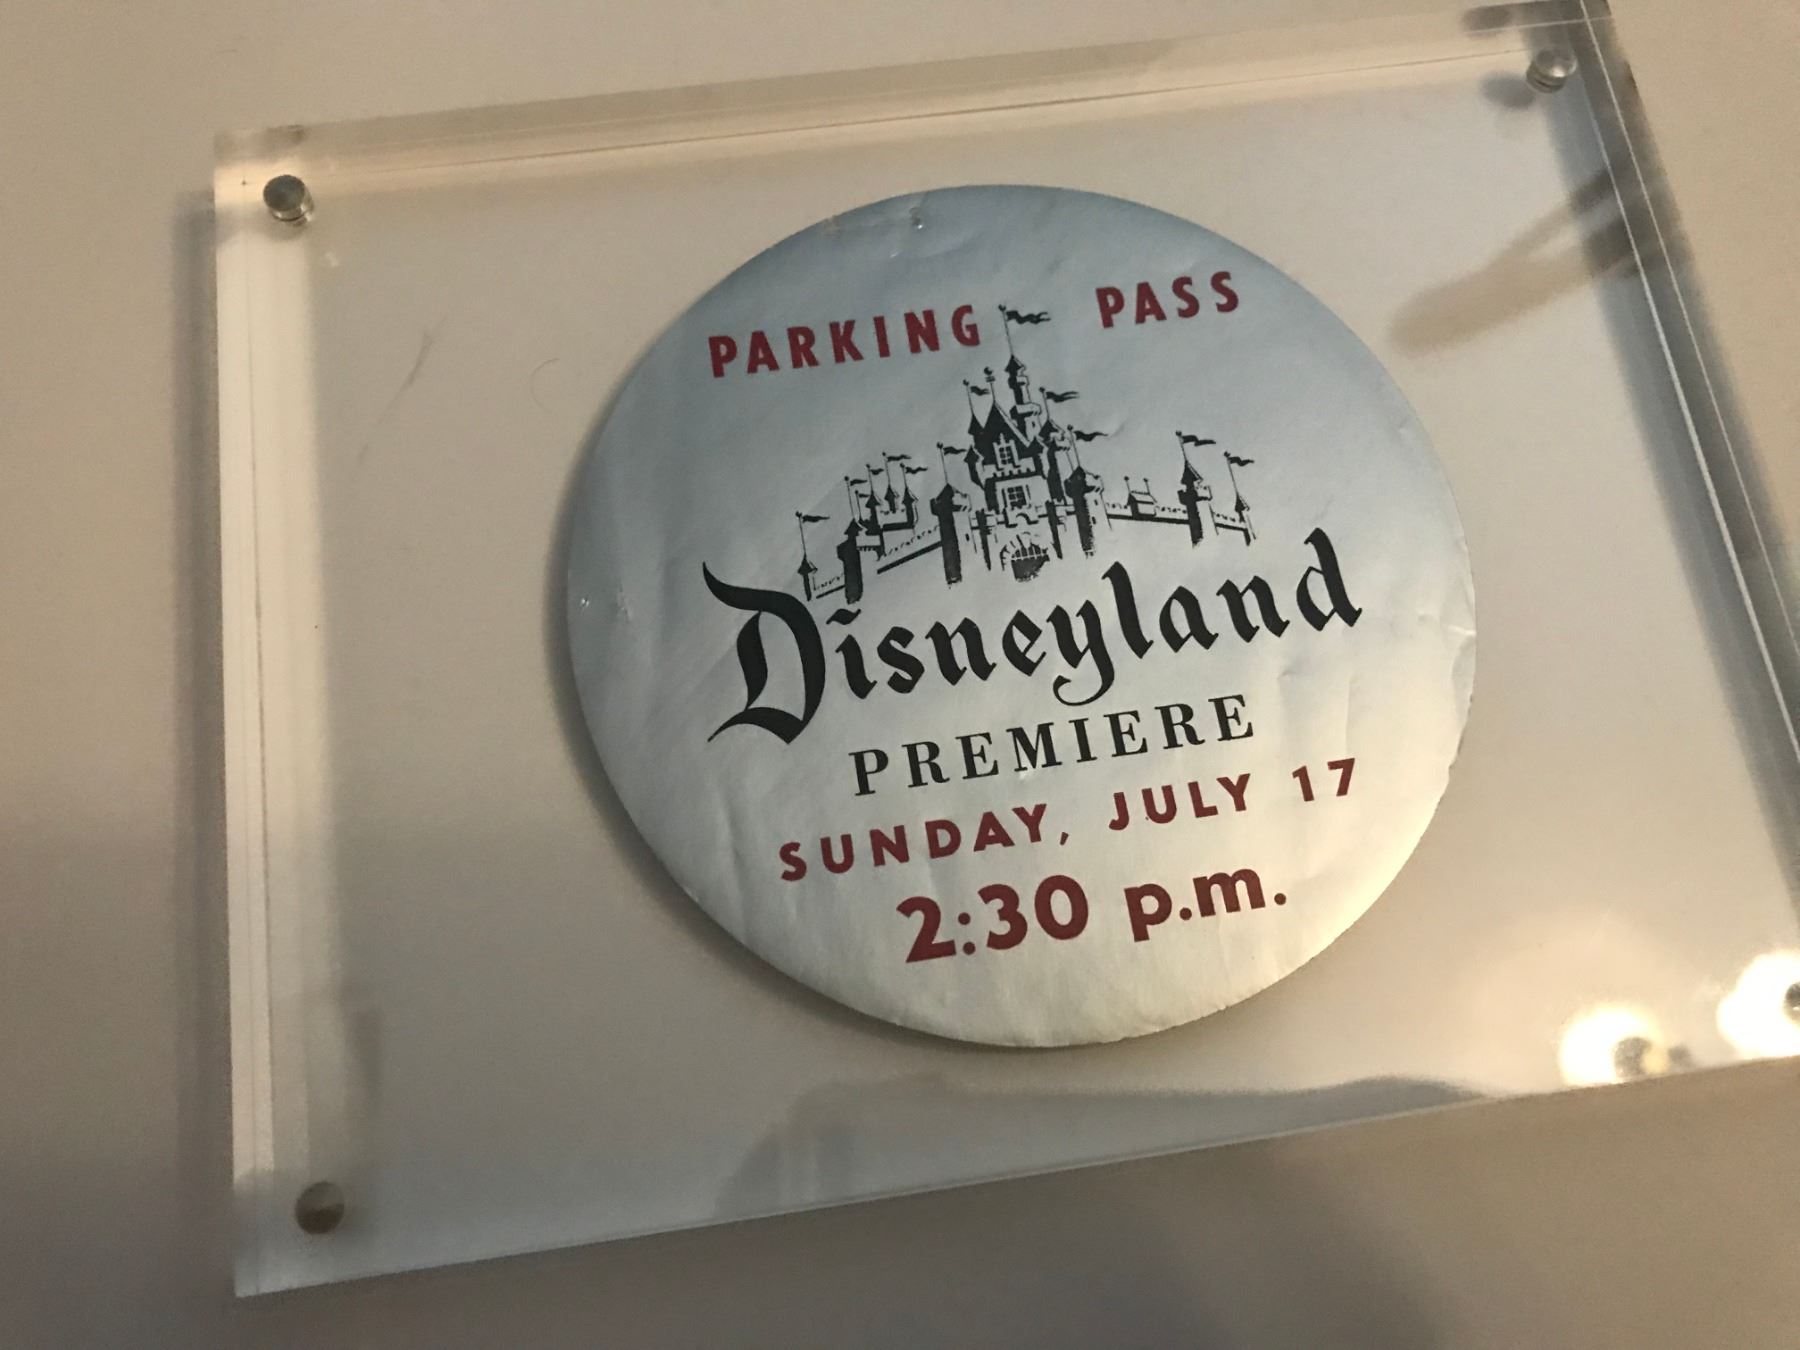 PARKING PASS
Disneyland
PREMIERE
SUNDAY, JULY 17
2:30 p.m.